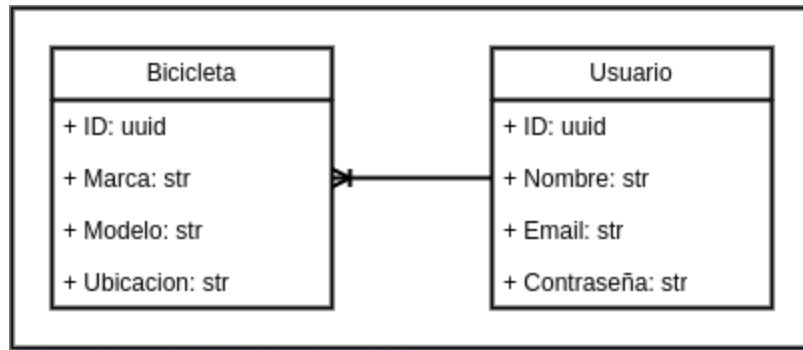 Bicicleta
+ ID: uuid
+ Marca: str
+ Modelo: str
+ Ubicacion: str
Usuario
+ ID: uuid
+ Nombre: str
+ Email: str
+ Contraseña: str